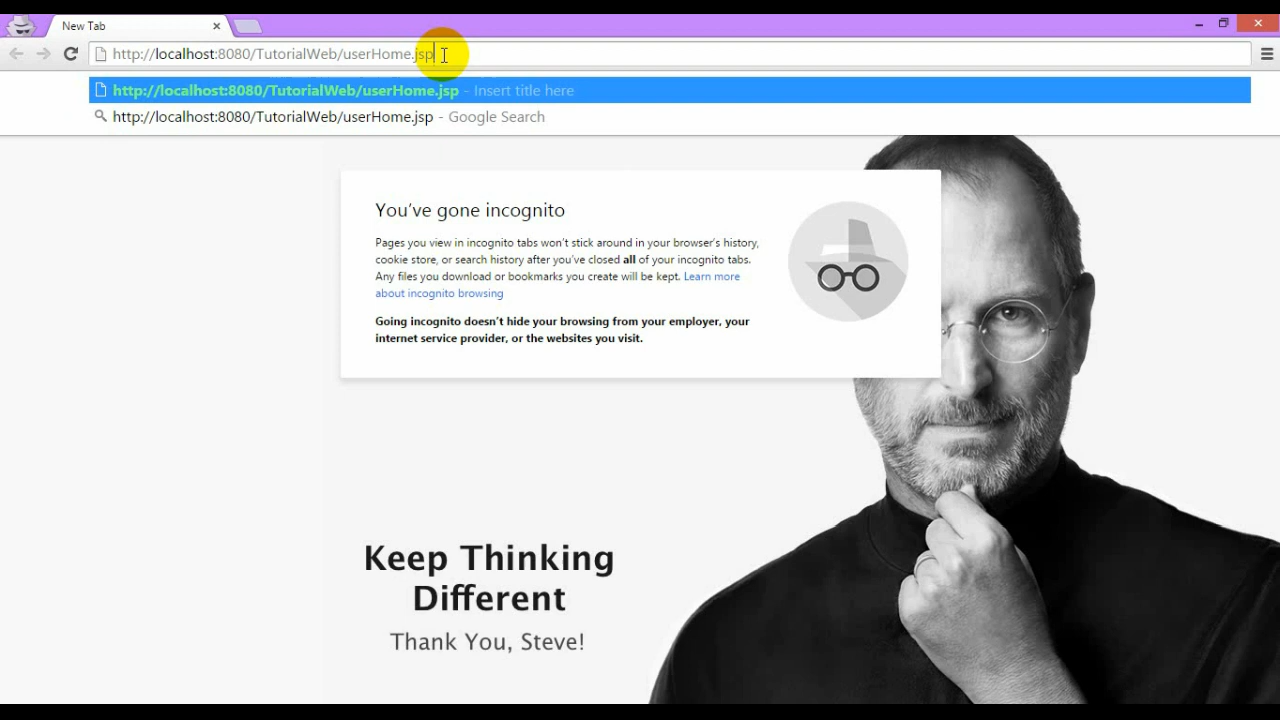 New Tab
http://localhost:8080/TutorialWeb/userHome.jsp
http://localhost:8080/TutorialWeb/userHome.jsp - Insert title here
http://localhost:8080/TutorialWeb/userHome.jsp - Google Search
You've gone incognito
Pages you view in incognito tabs won't stick around in your browser's history,
cookie store, or search history after you've closed all of your incognito tabs.
Any files you download or bookmarks you create will be kept. Learn more
about incognito browsing
Going incognito doesn't hide your browsing from your employer, your
internet service provider, or the websites you visit.
Keep Thinking
Different
Thank You, Steve!